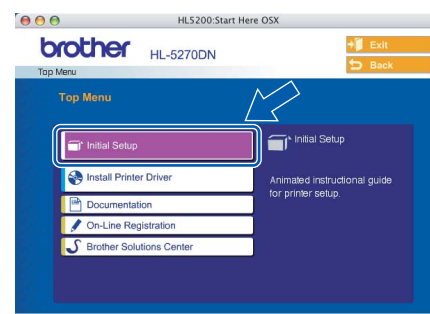 HL5200:Start Here OSX
brother HL-5270DN
Exit
Back
Top Menu
Top Menu
Initial Setup
Install Printer Driver
Documentation
On-Line Registration
Brother Solutions Center
Initial Setup
Animated instructional guide
for printer setup.